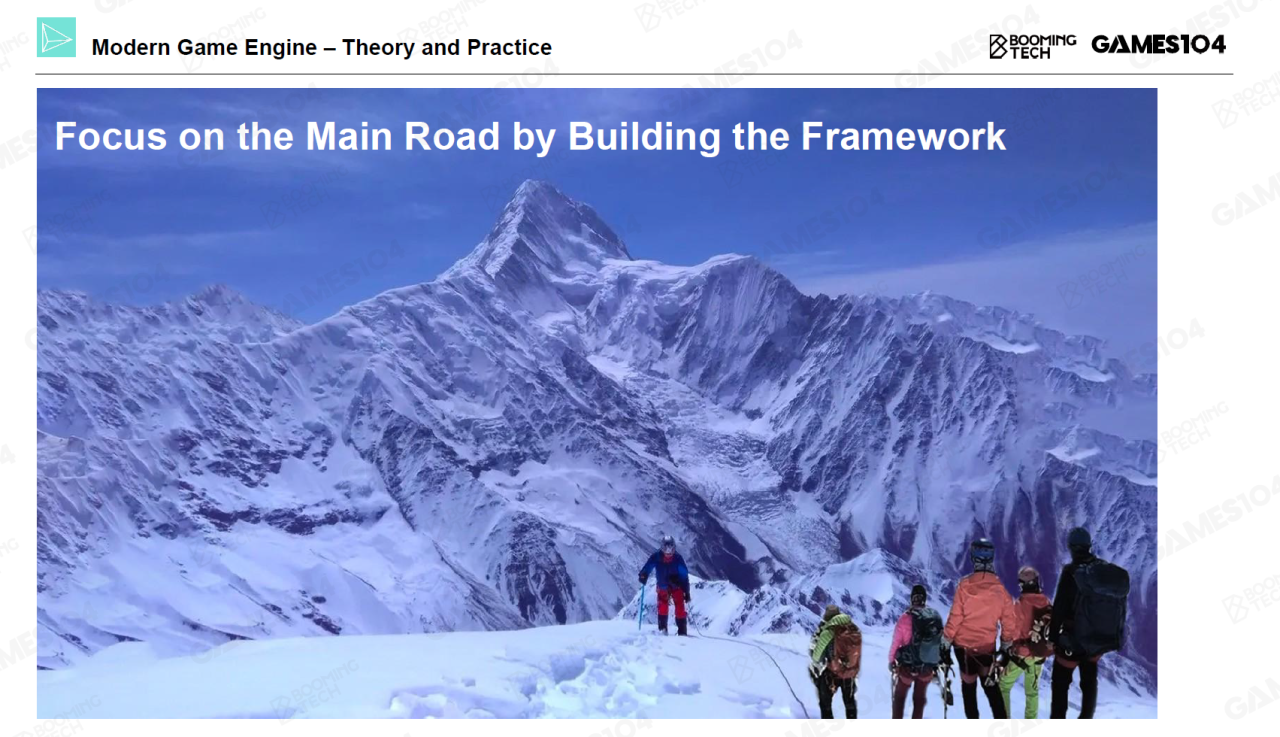 Modern Game Engine – Theory and Practice
BOOMING
TECH
GAMES104
Focus on the Main Road by Building the Framework